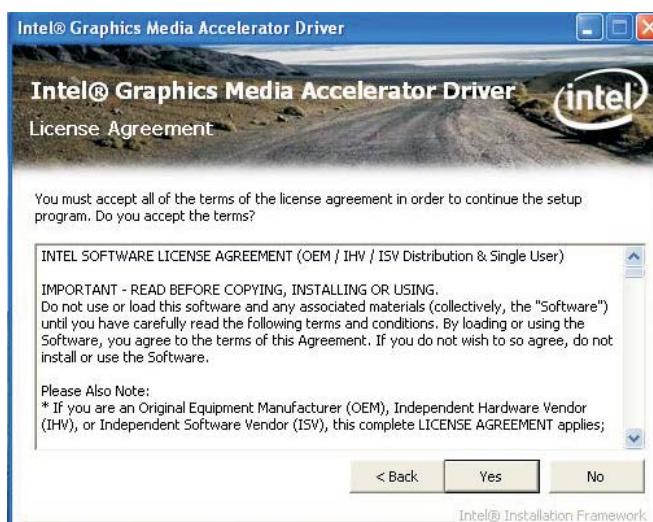 Intel® Graphics Media Accelerator Driver
Intel® Graphics Media Accelerator Driver
intel
License Agreement
You must accept all of the terms of the license agreement in order to continue the setup
program. Do you accept the terms?
INTEL SOFTWARE LICENSE AGREEMENT (OEM / IHV / ISV Distribution & Single User)
IMPORTANT - READ BEFORE COPYING, INSTALLING OR USING.
Do not use or load this software and any associated materials (collectively, the "Software")
until you have carefully read the following terms and conditions. By loading or using the
Software, you agree to the terms of this Agreement. If you do not wish to so agree, do not
install or use the Software.
Please Also Note:
* If you are an Original Equipment Manufacturer (OEM), Independent Hardware Vendor
(IHV), or Independent Software Vendor (ISV), this complete LICENSE AGREEMENT applies;
< Back Yes No
Intel® Installation Framework